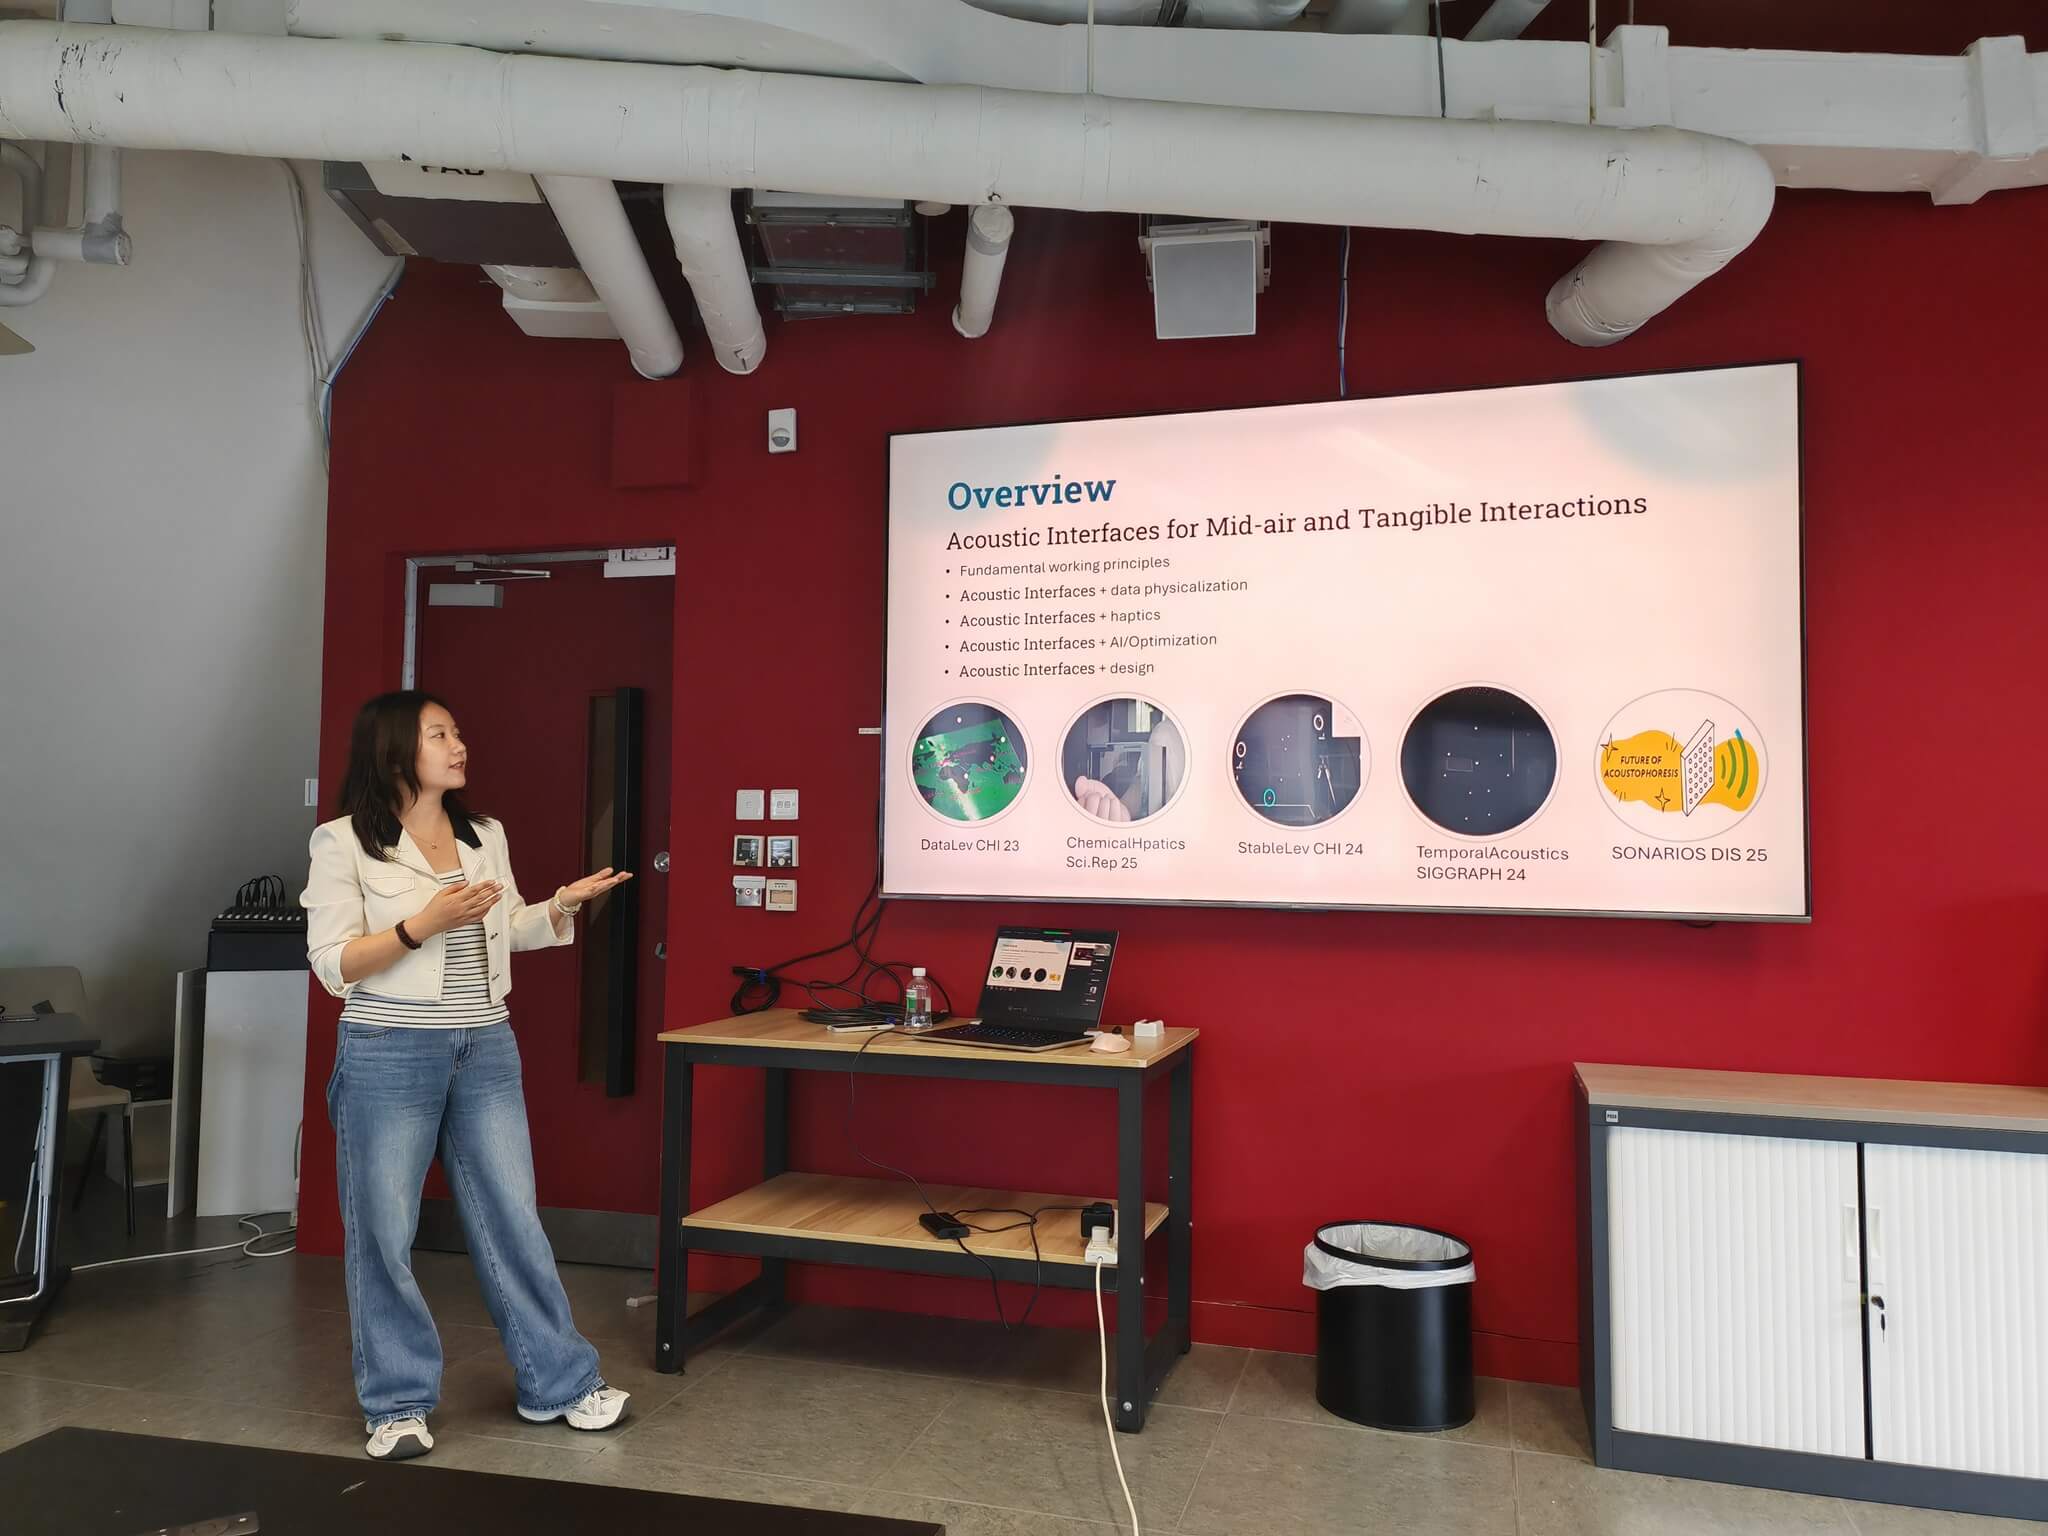 Overview
Acoustic Interfaces for Mid-air and Tangible Interactions
• Fundamental working principles
• Acoustic Interfaces + data physicalization
• Acoustic Interfaces + haptics
• Acoustic Interfaces + AI/Optimization
• Acoustic Interfaces + design
FUTURE OF
ACOUSTOPHORESIS
DataLev CHI 23
ChemicalHpatics
Sci.Rep 25
StableLev CHI 24
TemporalAcoustics
SIGGRAPH 24
SONARIOS DIS 25